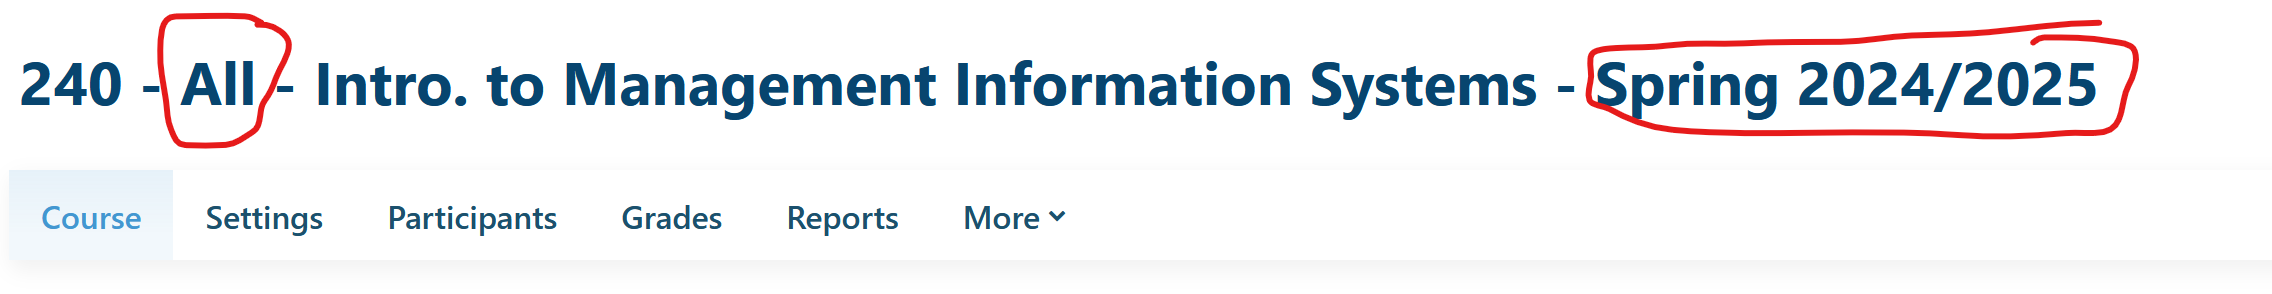 240 - All - Intro. to Management Information Systems - Spring 2024/2025
Course Settings Participants Grades Reports More